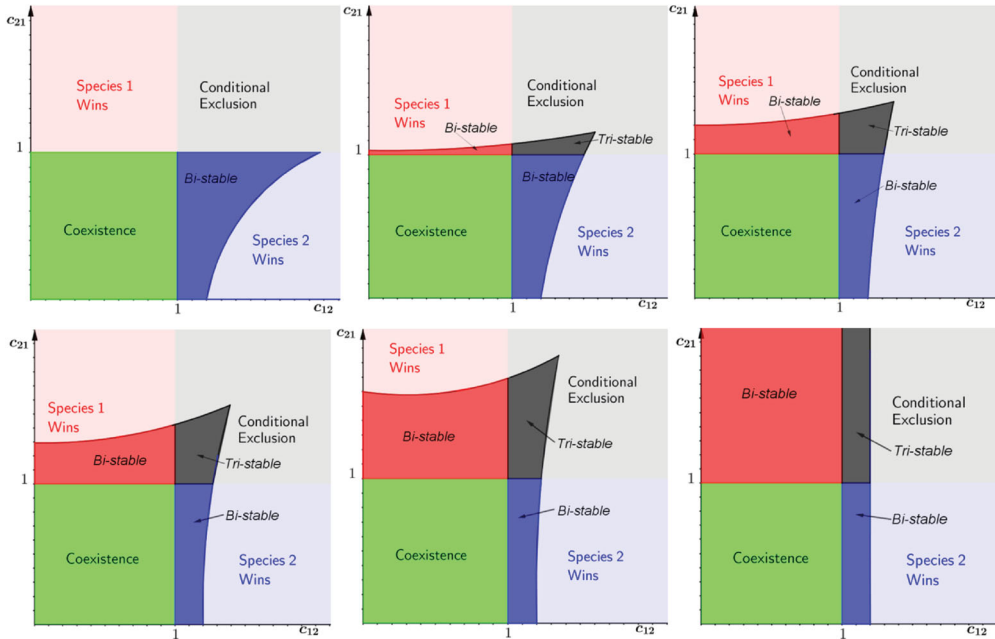 c21
Species 1
Wins
Conditional
Exclusion
1
Bi-stable
Coexistence
Species 2
Wins
1
c12
c21
Species 1
Wins
Bi-stable
Conditional
Exclusion
Tri-stable
1
Bi-stable
Coexistence
Species 2
Wins
1
c12
c21
Species 1
Wins
Bi-stable
Conditional
Exclusion
Tri-stable
1
Bi-stable
Coexistence
Species 2
Wins
1
c12
c21
Species 1
Wins
Conditional
Exclusion
Bi-stable
Tri-stable
1
Bi-stable
Coexistence
Species 2
Wins
1
c12
c21
Species 1
Wins
Conditional
Exclusion
Bi-stable
Tri-stable
1
Bi-stable
Coexistence
Species 2
Wins
1
c12
c21
Bi-stable
Conditional
Exclusion
Tri-stable
1
Bi-stable
Coexistence
Species 2
Wins
1
c12